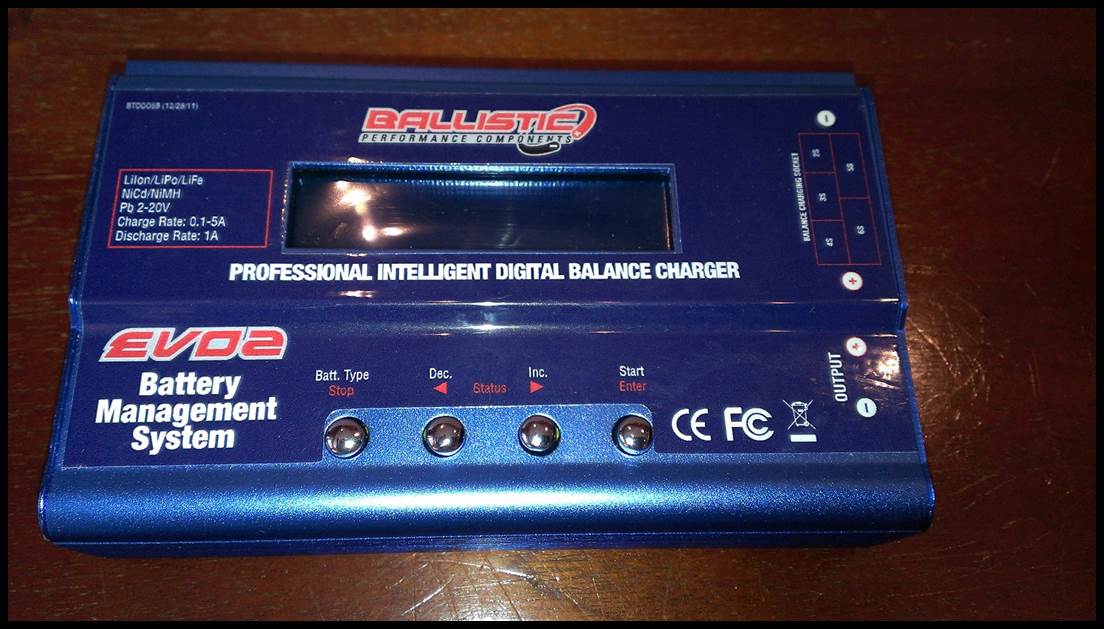 BALLISTIC
PERFORMANCE COMPONENTS
LiIon/LiPo/LiFe
NiCd/NiMH
Pb 2-20V
Charge Rate: 0.1-5A
Discharge Rate: 1A
PROFESSIONAL INTELLIGENT DIGITAL BALANCE CHARGER
BALANCE CHARGING SOCKET
2S
3S
4S
5S
6S
EVO2
Battery
Management
System
Batt. Type
Stop
Dec.
Status
Inc.
Start
Enter
CE FC
OUTPUT